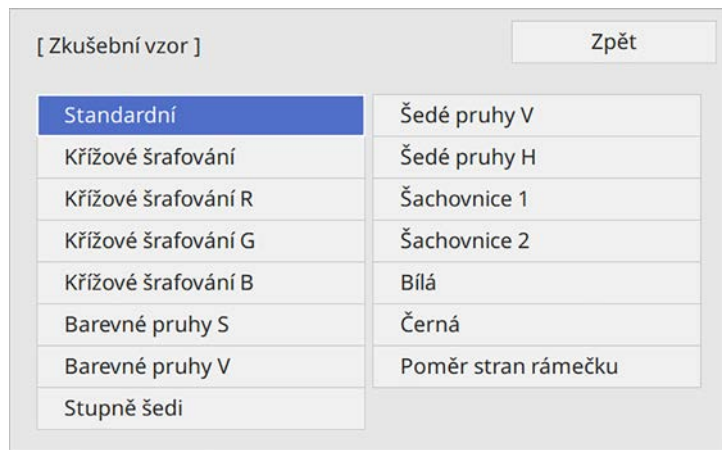 [ Zkušební vzor ]
Zpět
Standardní
Křížové šrafování
Křížové šrafování R
Křížové šrafování G
Křížové šrafování B
Barevné pruhy S
Barevné pruhy V
Stupně šedi
Šedé pruhy V
Šedé pruhy H
Šachovnice 1
Šachovnice 2
Bílá
Černá
Poměr stran rámečku